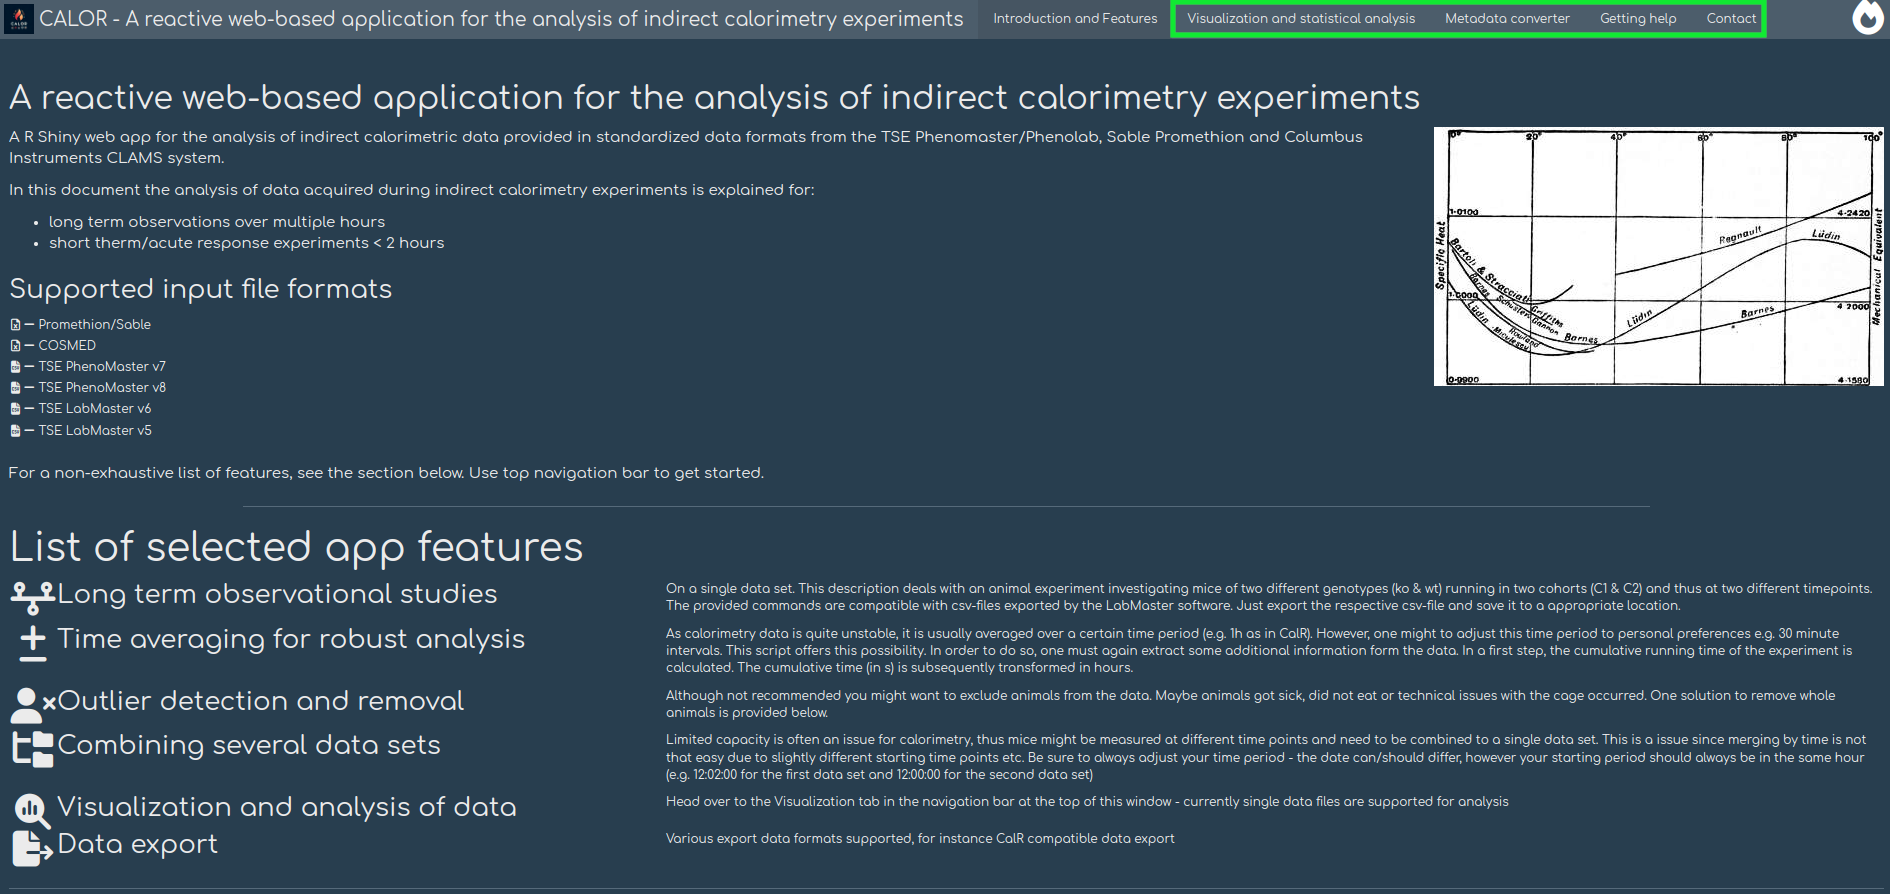 CALOR - A reactive web-based application for the analysis of indirect calorimetry experiments
Introduction and Features
Visualization and statistical analysis
Metadata converter
Getting help
Contact
A reactive web-based application for the analysis of indirect calorimetry experiments
A R Shiny web app for the analysis of indirect calorimetric data provided in standardized data formats from the TSE Phenomaster/Phenolab, Sable Promethion and Columbus
Instruments CLAMS system.
In this document the analysis of data acquired during indirect calorimetry experiments is explained for:
• long term observations over multiple hours
• short therm/acute response experiments < 2 hours
0° 20° 40° 60° 80° 100°
1·0100
4·2420
Specific Heat
Mechanical Equivalent
Regnault
Lüdin
Bartoli & Stracciati
Barnes
Griffiths
Schuster & Gannon
1·0000
4·2000
Lüdin
Miculescu
Rowland
Barnes
Lüdin
Barnes
0·9900
4·1580
Supported input file formats
— Promethion/Sable
— COSMED
— TSE PhenoMaster v7
— TSE PhenoMaster v8
— TSE LabMaster v6
— TSE LabMaster v5
For a non-exhaustive list of features, see the section below. Use top navigation bar to get started.
List of selected app features
Long term observational studies
On a single data set. This description deals with an animal experiment investigating mice of two different genotypes (ko & wt) running in two cohorts (C1 & C2) and thus at two different timepoints.
The provided commands are compatible with csv-files exported by the LabMaster software. Just export the respective csv-file and save it to a appropriate location.
Time averaging for robust analysis
As calorimetry data is quite unstable, it is usually averaged over a certain time period (e.g. 1h as in CalR). However, one might to adjust this time period to personal preferences e.g. 30 minute
intervals. This script offers this possibility. In order to do so, one must again extract some additional information form the data. In a first step, the cumulative running time of the experiment is
calculated. The cumulative time (in s) is subsequently transformed in hours.
Outlier detection and removal
Although not recommended you might want to exclude animals from the data. Maybe animals got sick, did not eat or technical issues with the cage occurred. One solution to remove whole
animals is provided below.
Combining several data sets
Limited capacity is often an issue for calorimetry, thus mice might be measured at different time points and need to be combined to a single data set. This is a issue since merging by time is not
that easy due to slightly different starting time points etc. Be sure to always adjust your time period - the date can/should differ, however your starting period should always be in the same hour
(e.g. 12:02:00 for the first data set and 12:00:00 for the second data set)
Visualization and analysis of data
Head over to the Visualization tab in the navigation bar at the top of this window - currently single data files are supported for analysis
Data export
Various export data formats supported, for instance CalR compatible data export